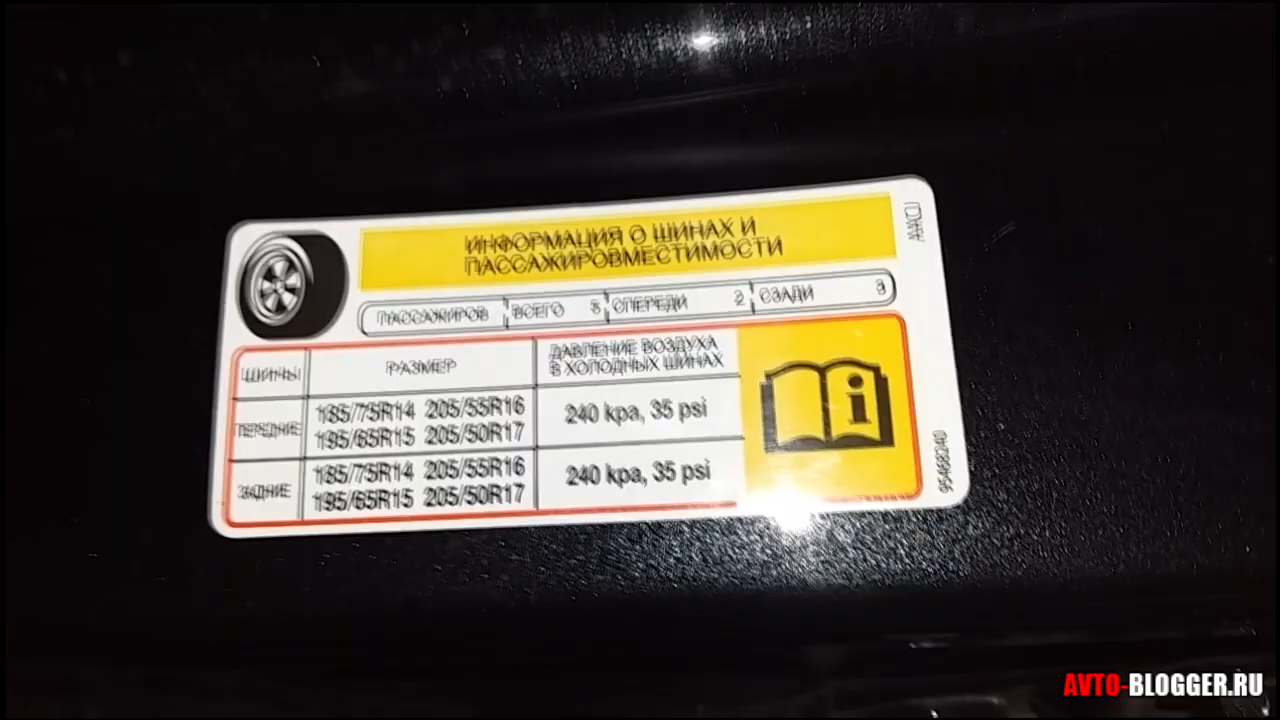 ИНФОРМАЦИЯ О ШИНАХ И
ПАССАЖИРОВМЕСТИМОСТИ
ПАССАЖИРОВ ВСЕГО 5 СПЕРЕДИ 2 СЗАДИ 3
ШИНЫ РАЗМЕР ДАВЛЕНИЕ ВОЗДУХА
В ХОЛОДНЫХ ШИНАХ
ПЕРЕДНИЕ 185/75R14 205/55R16 240 kpa, 35 psi
195/65R15 205/50R17
ЗАДНИЕ 185/75R14 205/55R16 240 kpa, 35 psi
195/65R15 205/50R17
95468040
AVTO-BLOGGER.RU